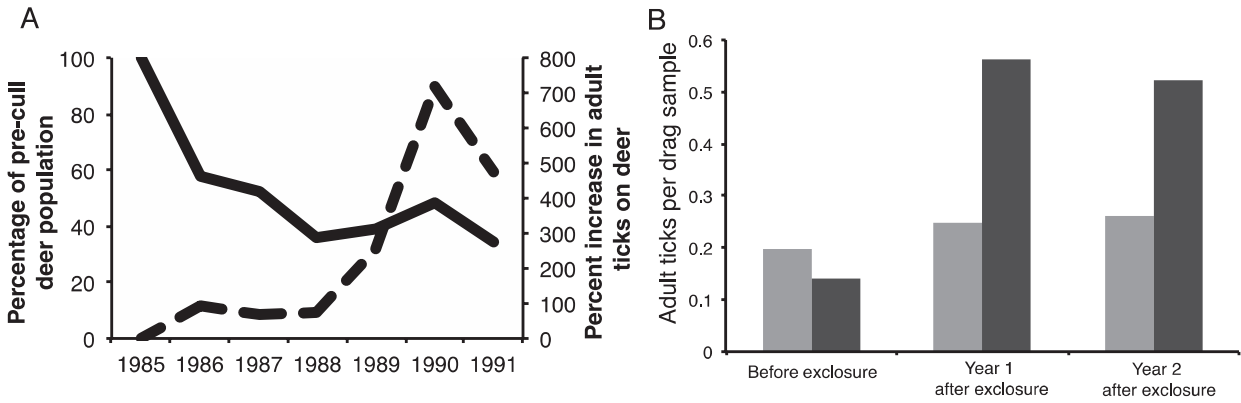 A
Percentage of pre-cull
deer population
100
80
60
40
20
0
800
700
600
500
400
300
200
100
0
Percent increase in adult
ticks on deer
1985 1986 1987 1988 1989 1990 1991
B
Adult ticks per drag sample
0.6
0.5
0.4
0.3
0.2
0.1
0
Before exclosure
Year 1
after exclosure
Year 2
after exclosure